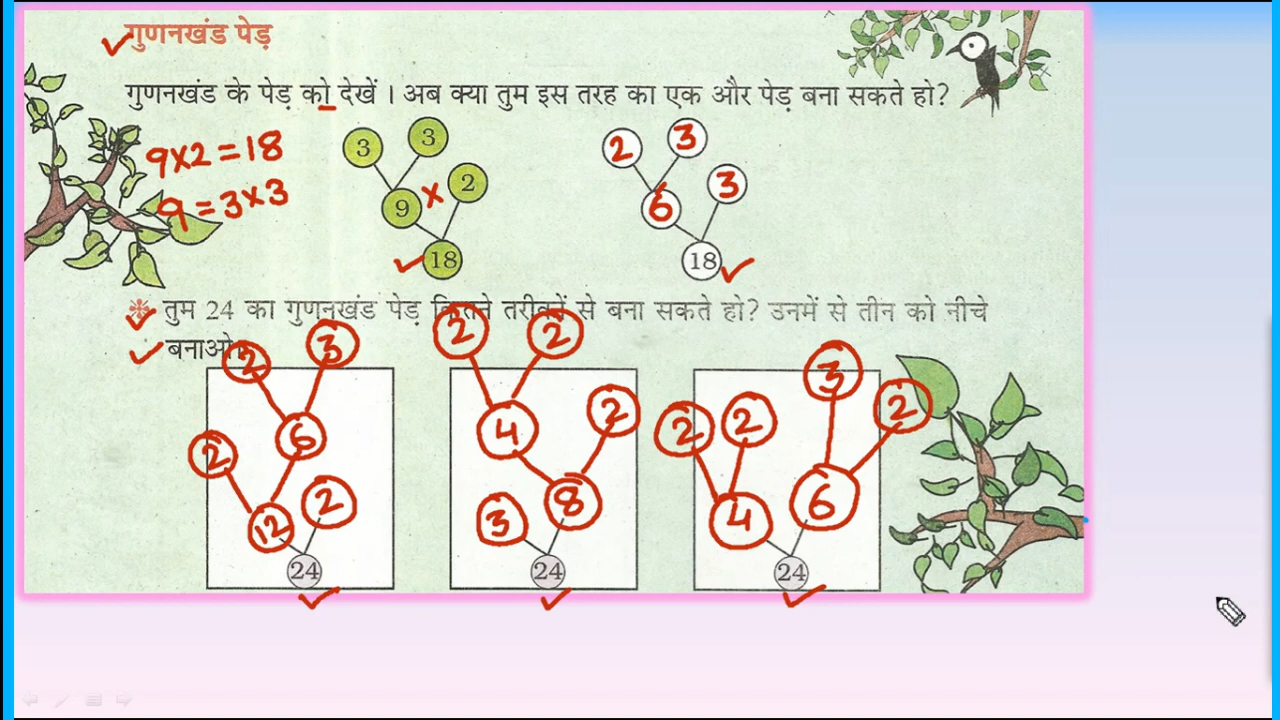 गुणनखंड पेड़
गुणनखंड के पेड़ को देखें । अब क्या तुम इस तरह का एक और पेड़ बना सकते हो?
9x2=18
9=3x3
3 3
9 x 2
18
2 3
6 3
18
तुम 24 का गुणनखंड पेड़ कितने तरीकों से बना सकते हो? उनमें से तीन को नीचे
बनाओ।
2 3
2 6
12 2
24
2 2
4 2
3 8
24
3
2 2 2
4 6
24